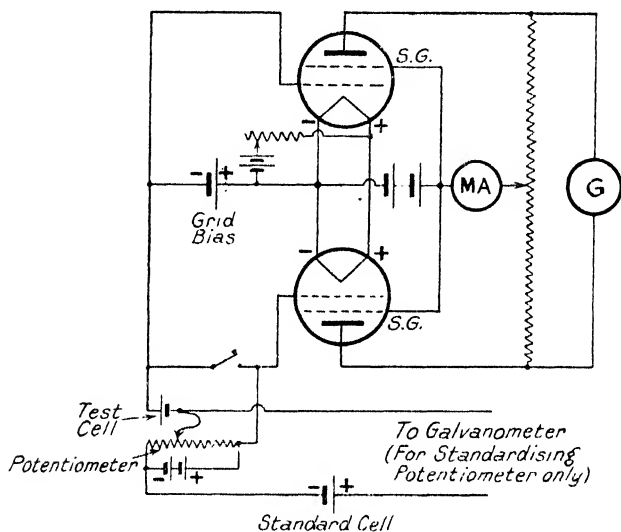 S.G.
- +
- +
Grid
Bias
MA
G
- +
S.G.
Test
Cell
To Galvanometer
(For Standardising
Potentiometer only)
Potentiometer
- +
- +
Standard Cell